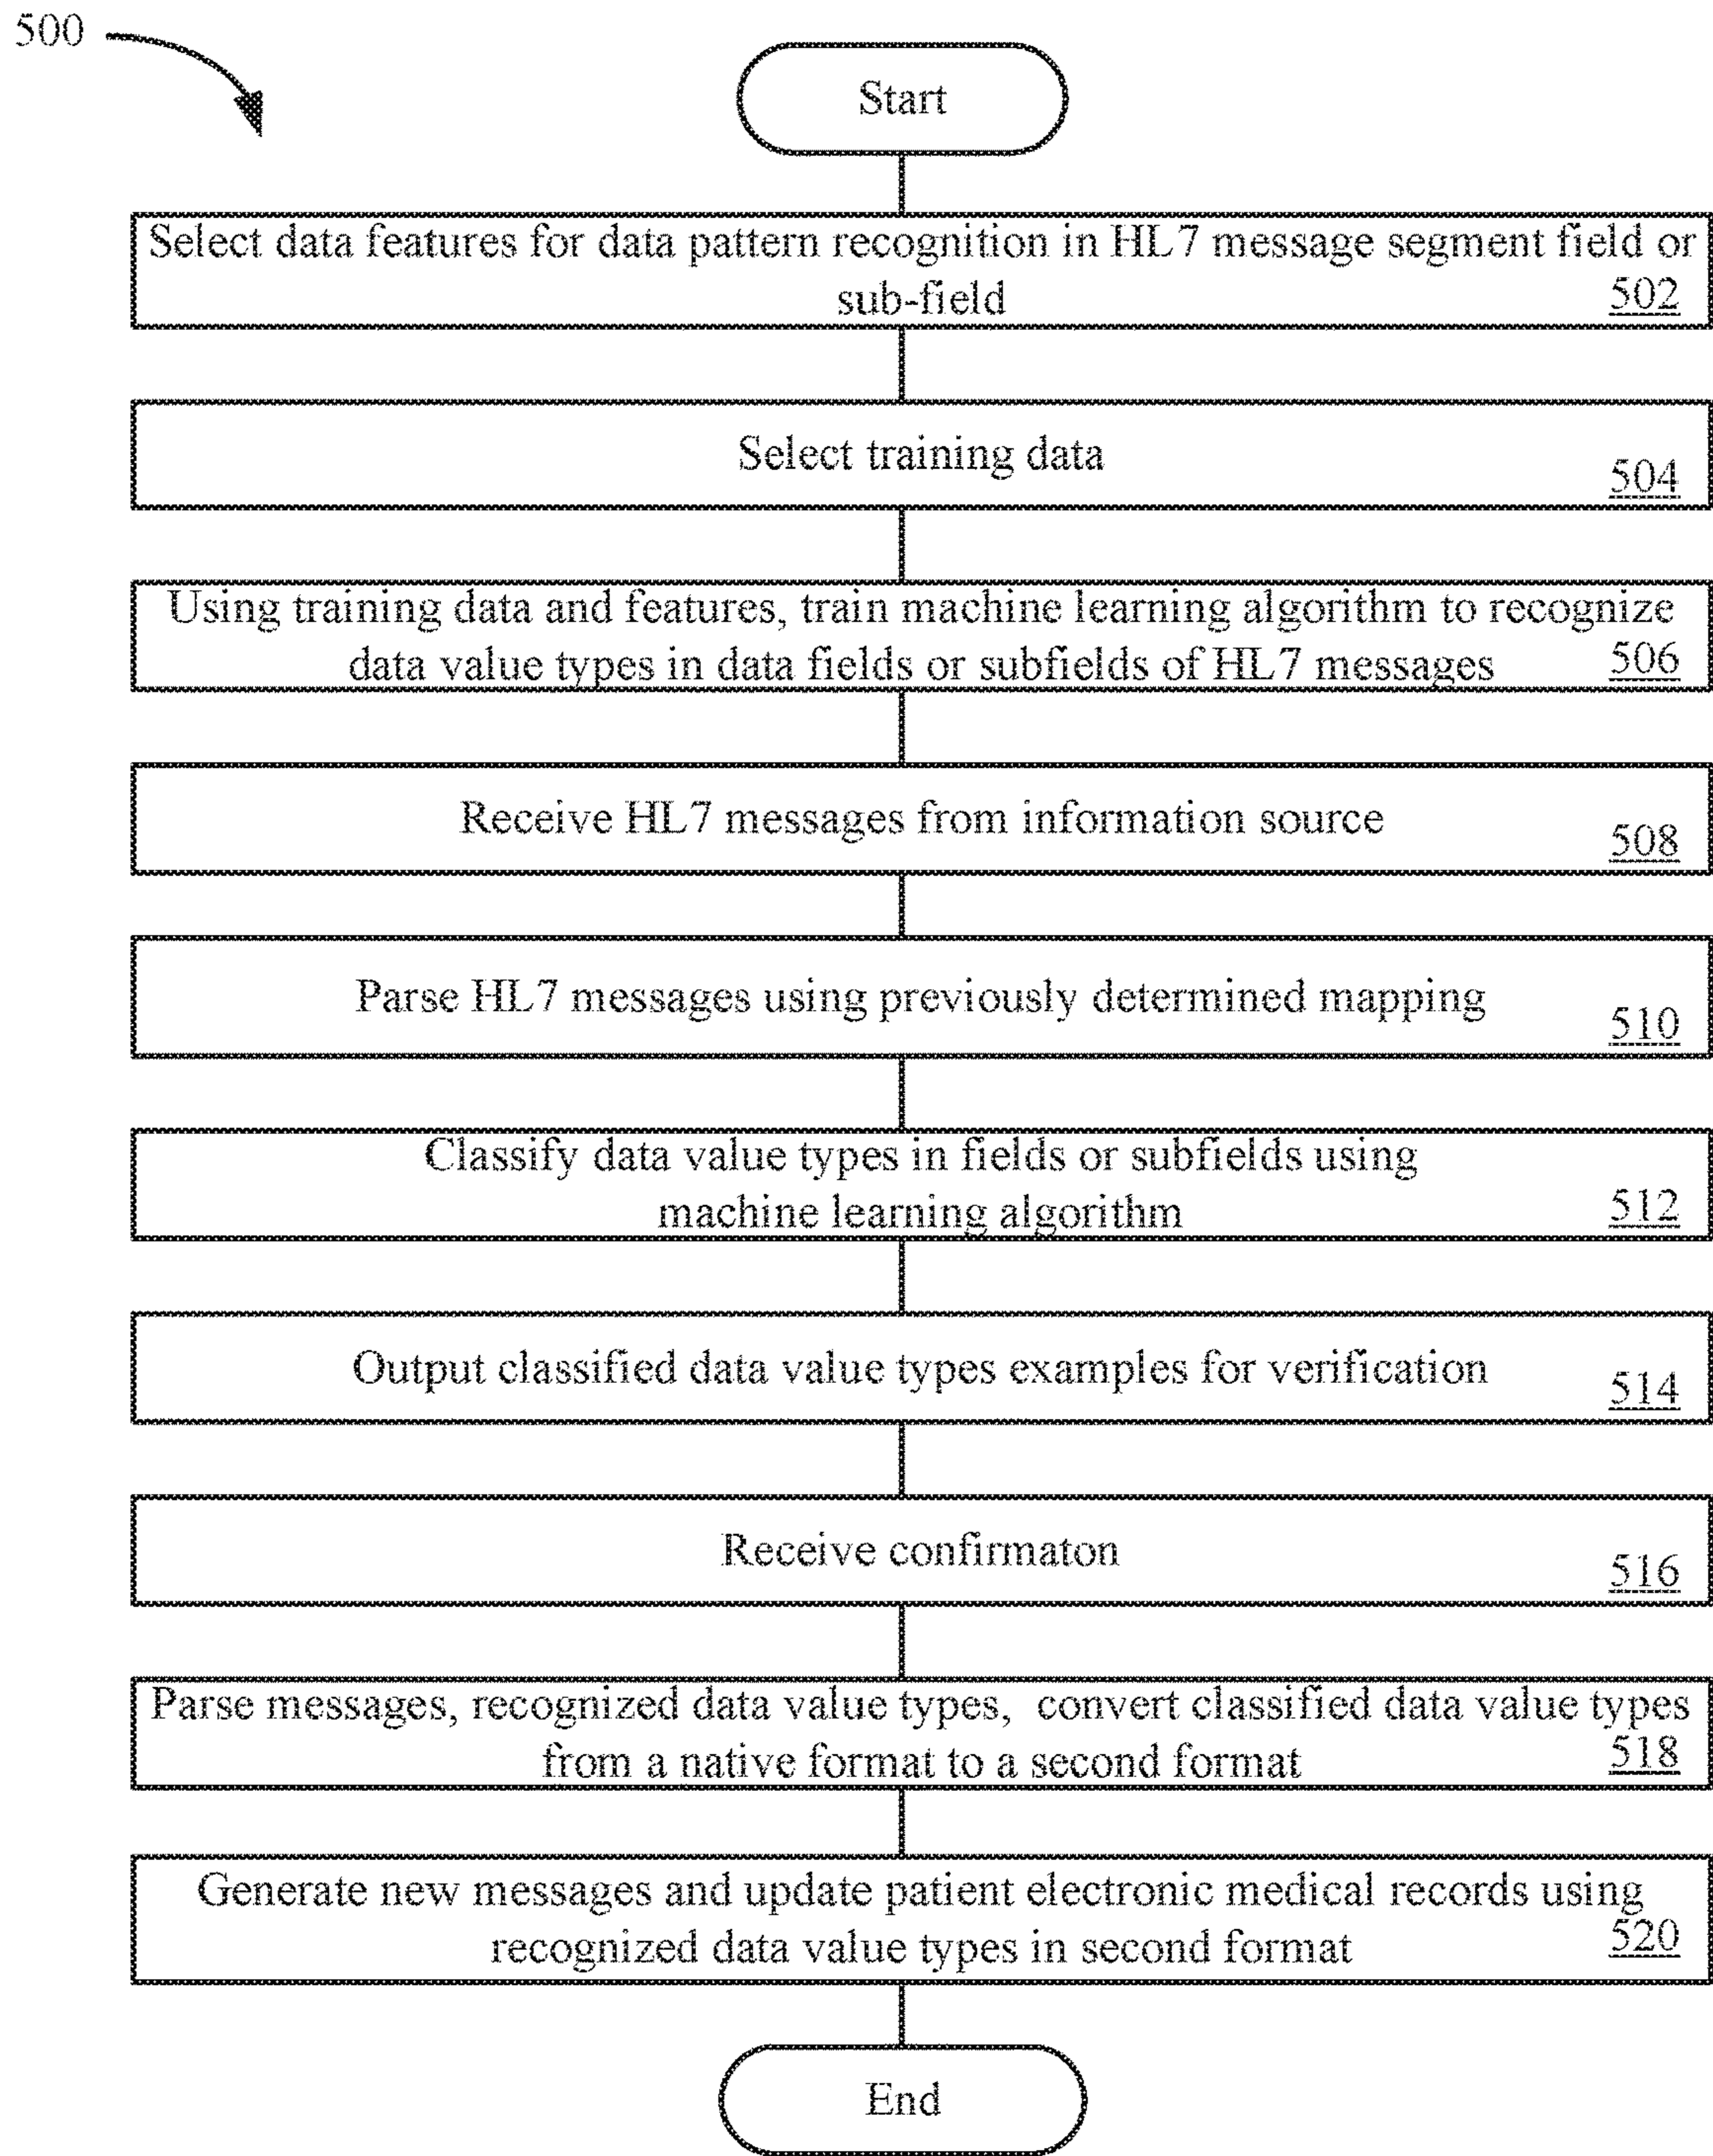 500
Start
Select data features for data pattern recognition in HL7 message segment field or
sub-field
502
Select training data
504
Using training data and features, train machine learning algorithm to recognize
data value types in data fields or subfields of HL7 messages
506
Receive HL7 messages from information source
508
Parse HL7 messages using previously determined mapping
510
Classify data value types in fields or subfields using
machine learning algorithm
512
Output classified data value types examples for verification
514
Receive confirmaton
516
Parse messages, recognized data value types, convert classified data value types
from a native format to a second format
518
Generate new messages and update patient electronic medical records using
recognized data value types in second format
520
End